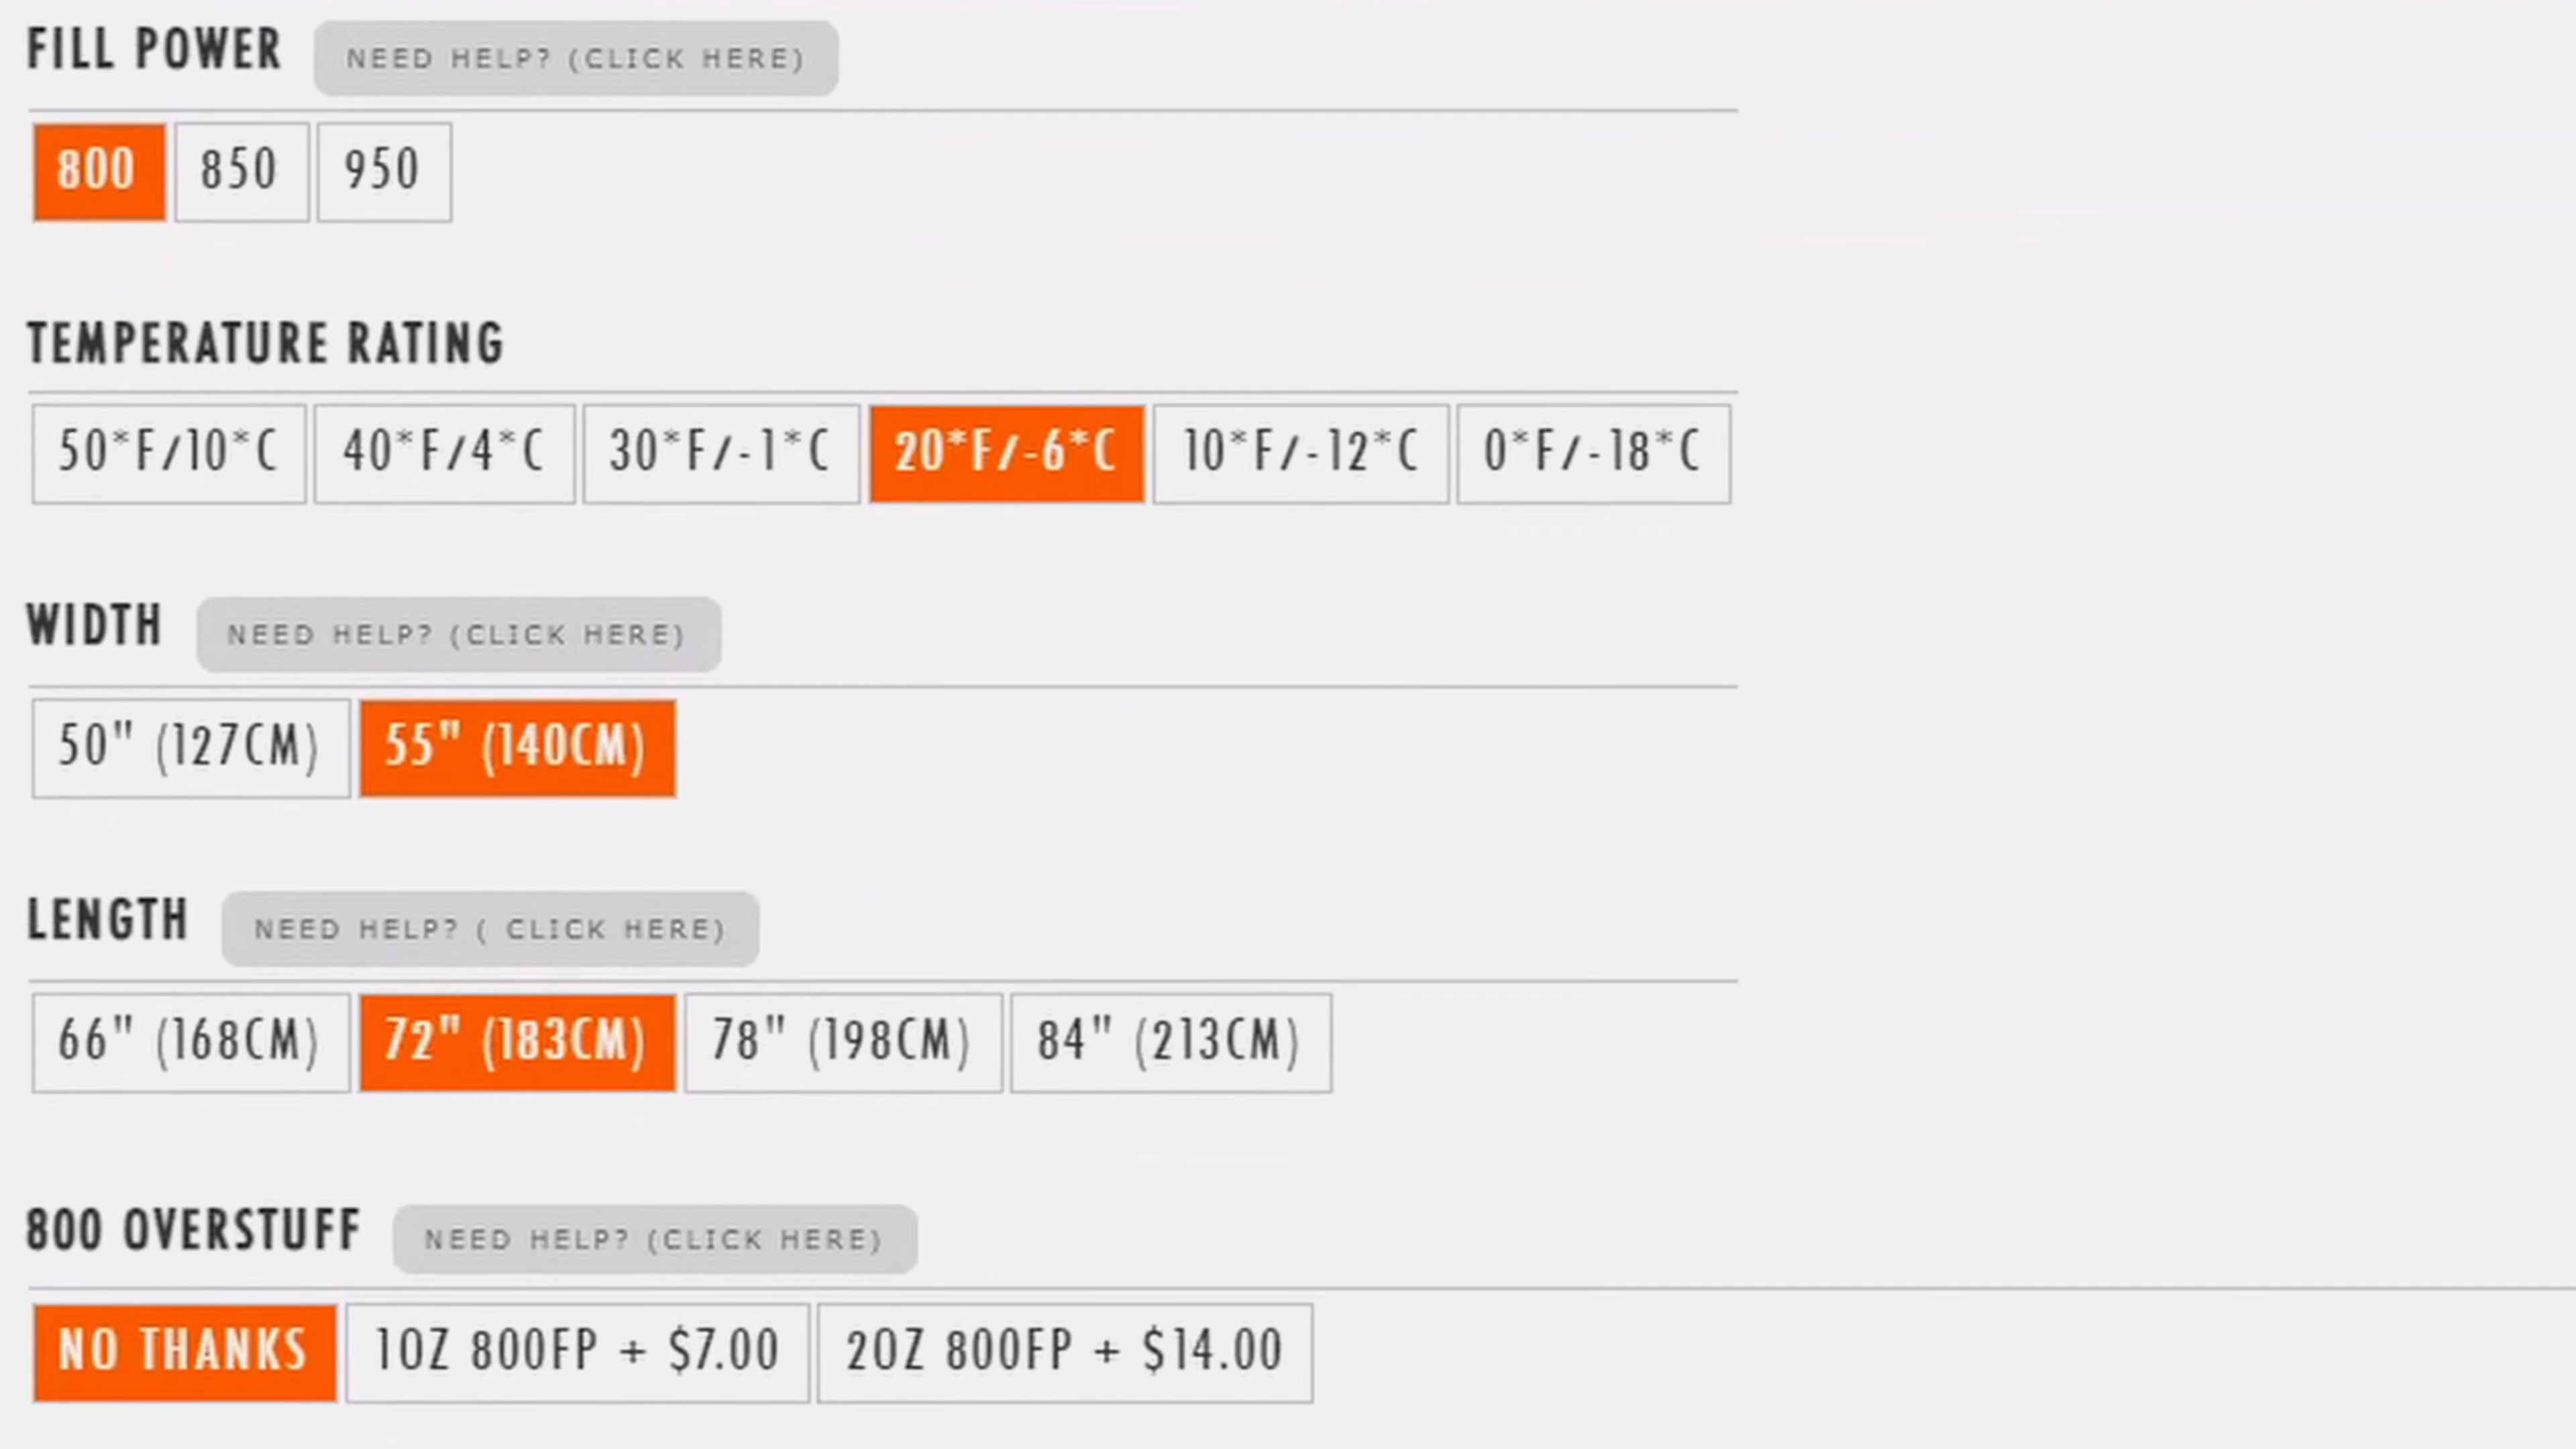 FILL POWER NEED HELP? (CLICK HERE)
800 850 950
TEMPERATURE RATING
50*F/10*C 40*F/4*C 30*F/-1*C 20*F/-6*C 10*F/-12*C 0*F/-18*C
WIDTH NEED HELP? (CLICK HERE)
50" (127CM) 55" (140CM)
LENGTH NEED HELP? ( CLICK HERE)
66" (168CM) 72" (183CM) 78" (198CM) 84" (213CM)
800 OVERSTUFF NEED HELP? (CLICK HERE)
NO THANKS 1OZ 800FP + $7.00 2OZ 800FP + $14.00